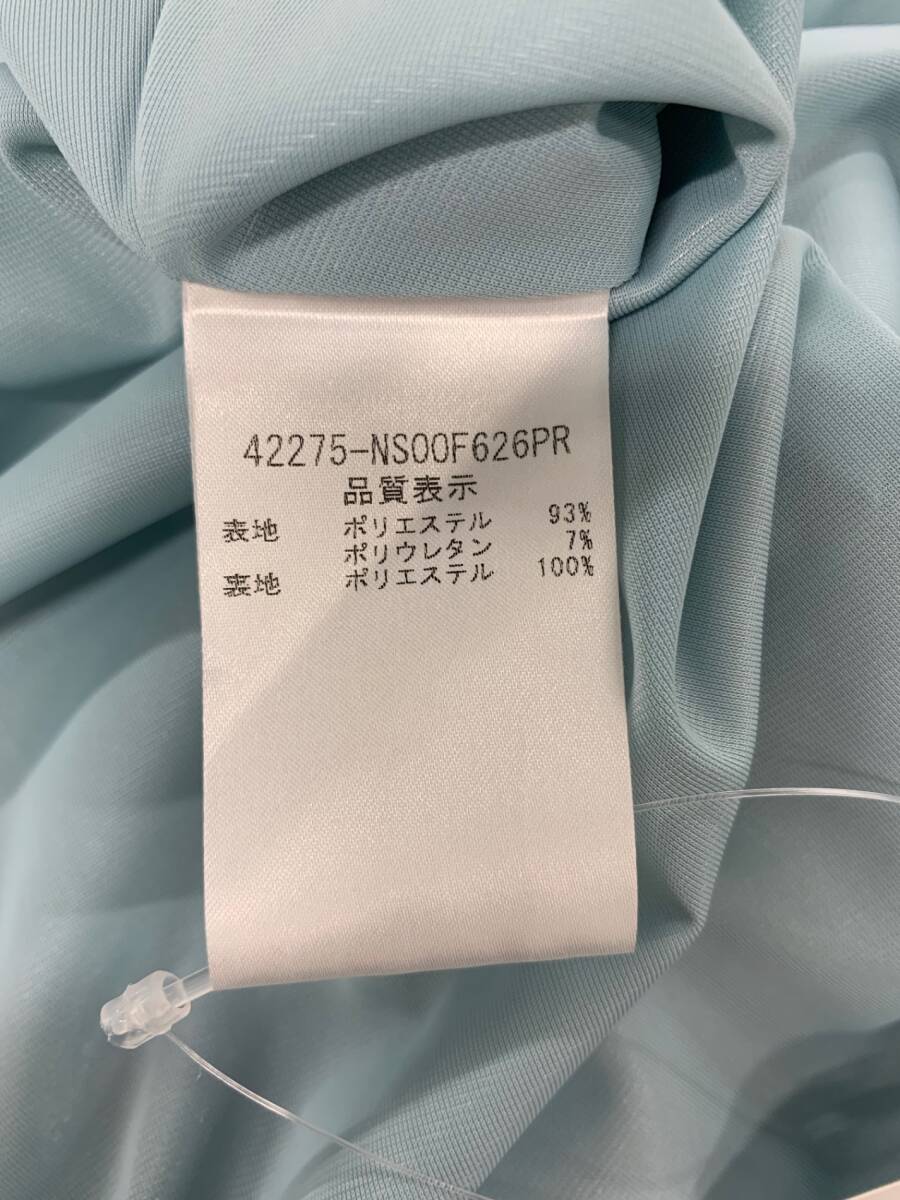 42275-NS00F626PR
品質表示
表地 ポリエステル 93%
ポリウレタン 7%
裏地 ポリエステル 100%